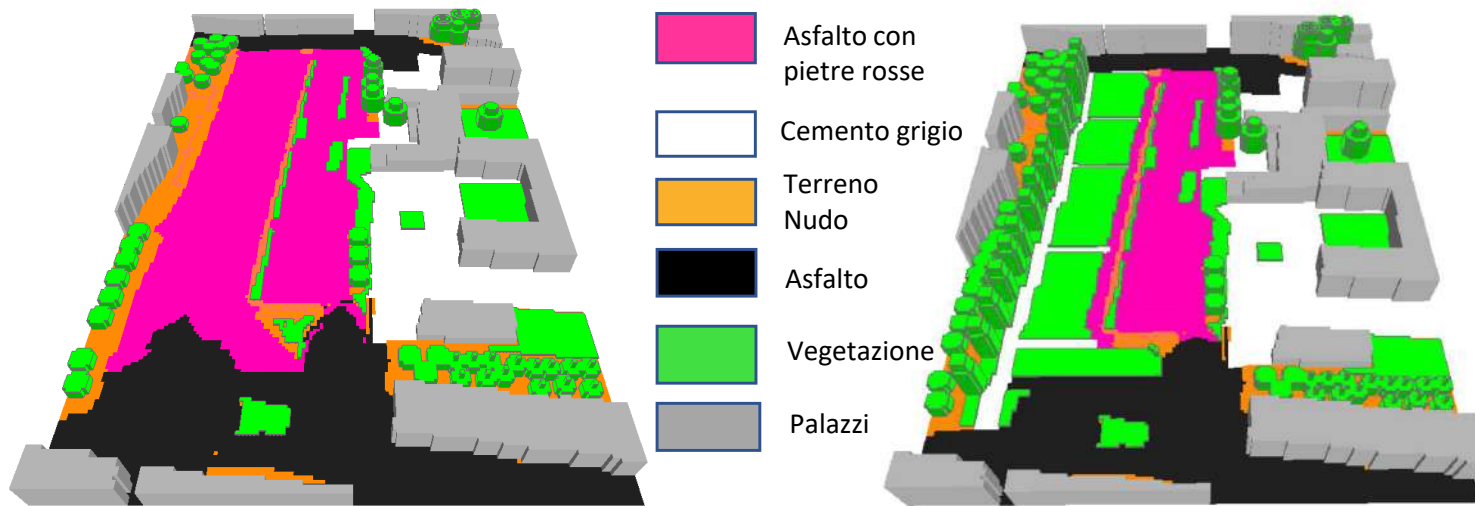 Asfalto con
pietre rosse
Cemento grigio
Terreno
Nudo
Asfalto
Vegetazione
Palazzi